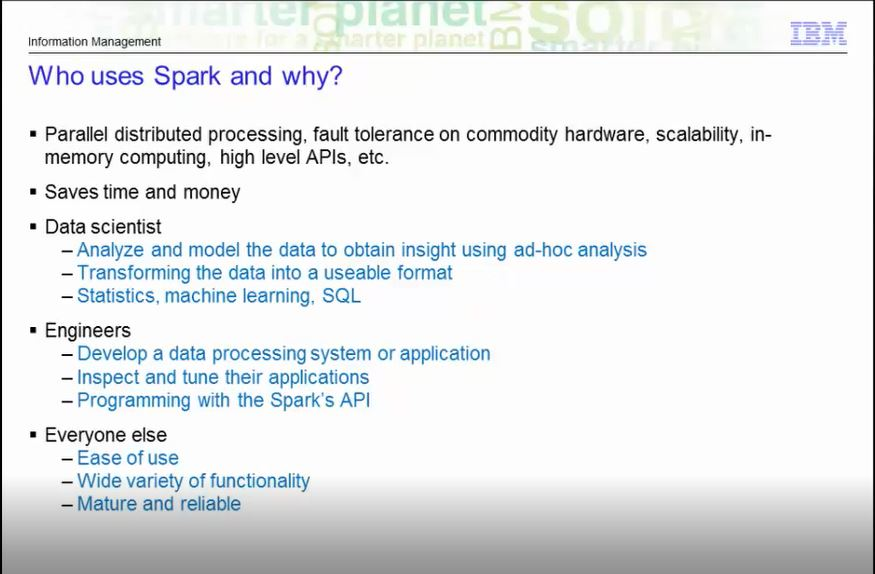 smarter planet
Information Management
IBM
Who uses Spark and why?
▪ Parallel distributed processing, fault tolerance on commodity hardware, scalability, in-
memory computing, high level APIs, etc.
▪ Saves time and money
▪ Data scientist
– Analyze and model the data to obtain insight using ad-hoc analysis
– Transforming the data into a useable format
– Statistics, machine learning, SQL
▪ Engineers
– Develop a data processing system or application
– Inspect and tune their applications
– Programming with the Spark's API
▪ Everyone else
– Ease of use
– Wide variety of functionality
– Mature and reliable